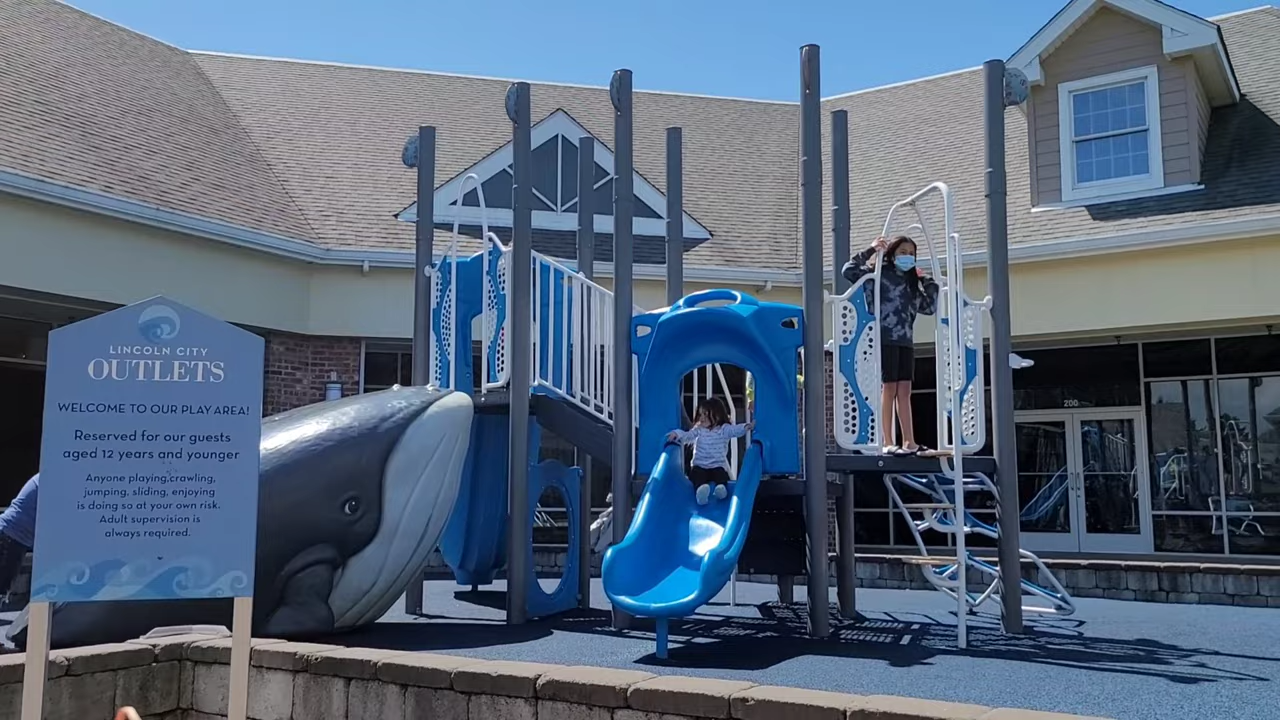 LINCOLN CITY
OUTLETS
WELCOME TO OUR PLAY AREA!
Reserved for our guests
aged 12 years and younger
Anyone playing,crawling,
jumping, sliding, enjoying
is doing so at your own risk.
Adult supervision is
always required.
200